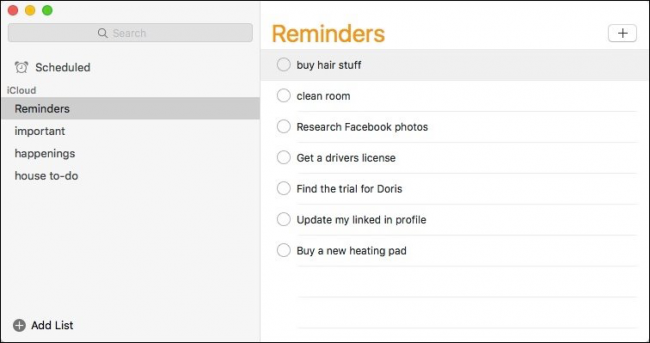 Search
Scheduled
iCloud
Reminders
important
happenings
house to-do
Add List
Reminders
buy hair stuff
clean room
Research Facebook photos
Get a drivers license
Find the trial for Doris
Update my linked in profile
Buy a new heating pad